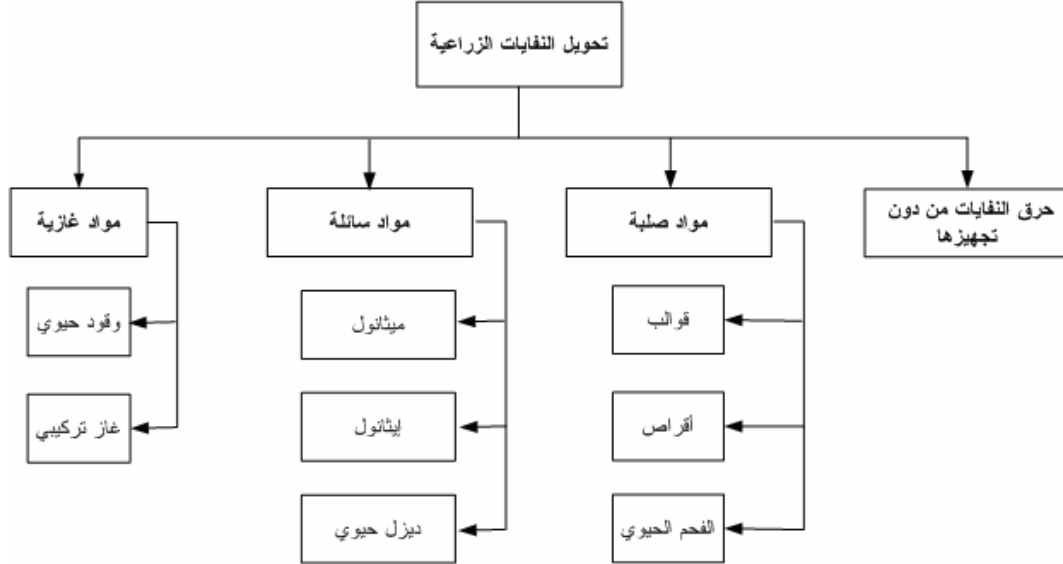 تحويل النفايات الزراعية
حرق النفايات من دون
تجهيزها
مواد صلبة
مواد سائلة
مواد غازية
قوالب
أقراص
الفحم الحيوي
ميثانول
إيثانول
ديزل حيوي
وقود حيوي
غاز تركيبي